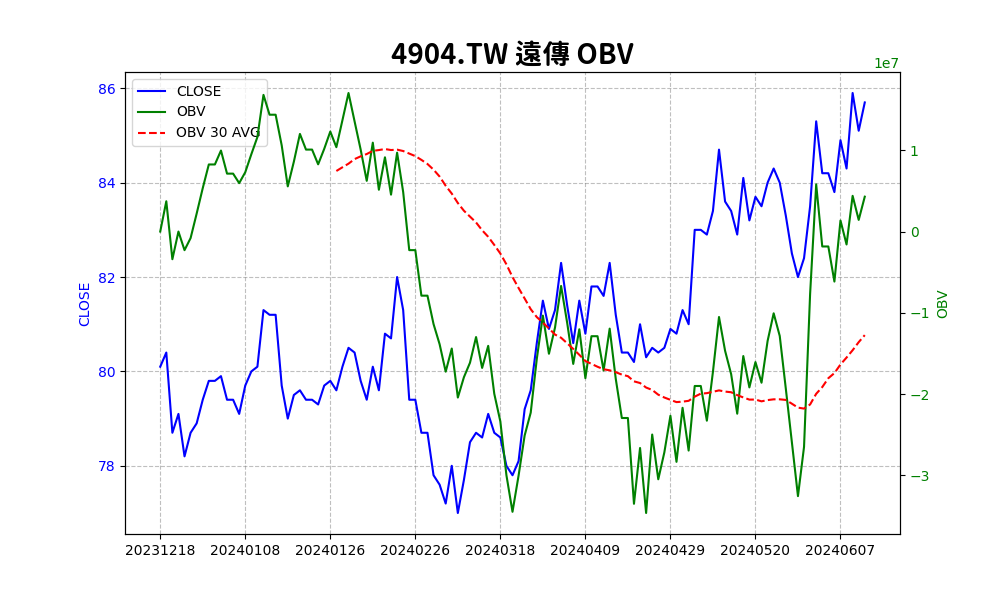 4904.TW 遠傳 OBV
1e7
CLOSE
OBV
OBV 30 AVG
86
84
82
80
78
CLOSE
1
0
−1
−2
−3
OBV
20231218
20240108
20240126
20240226
20240318
20240409
20240429
20240520
20240607